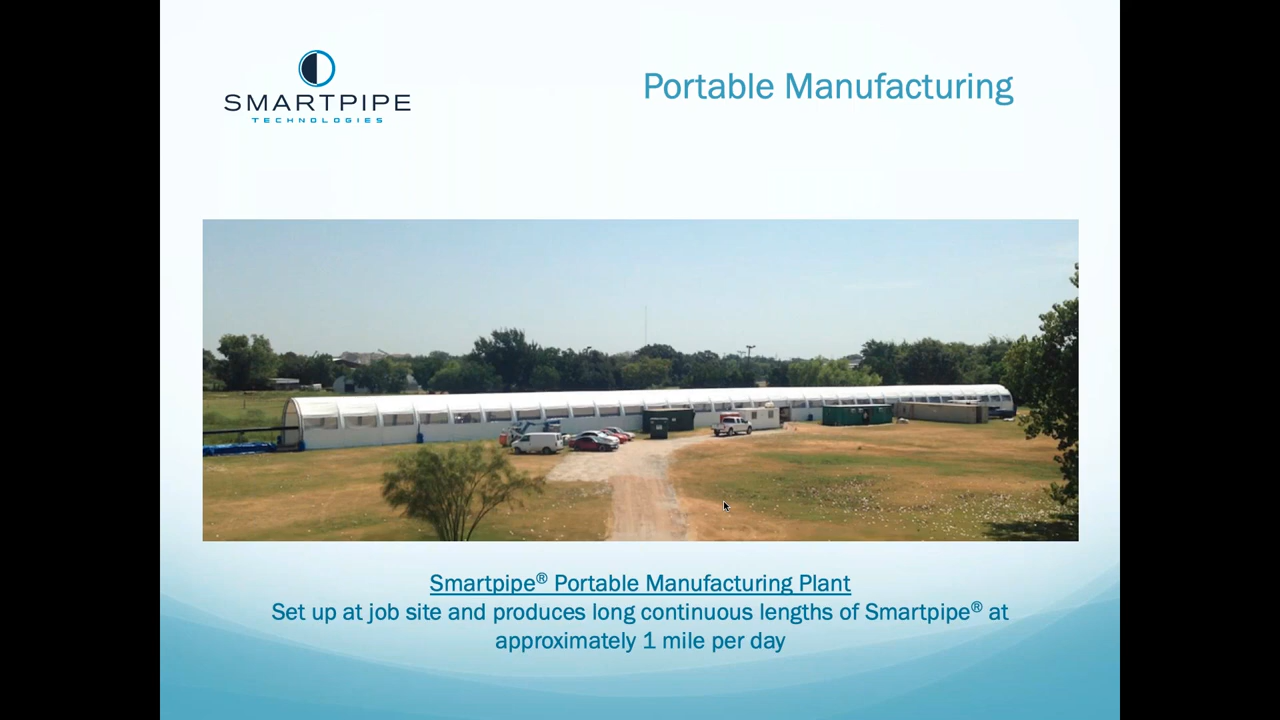 SMARTPIPE
TECHNOLOGIES
Portable Manufacturing
Smartpipe® Portable Manufacturing Plant
Set up at job site and produces long continuous lengths of Smartpipe® at
approximately 1 mile per day